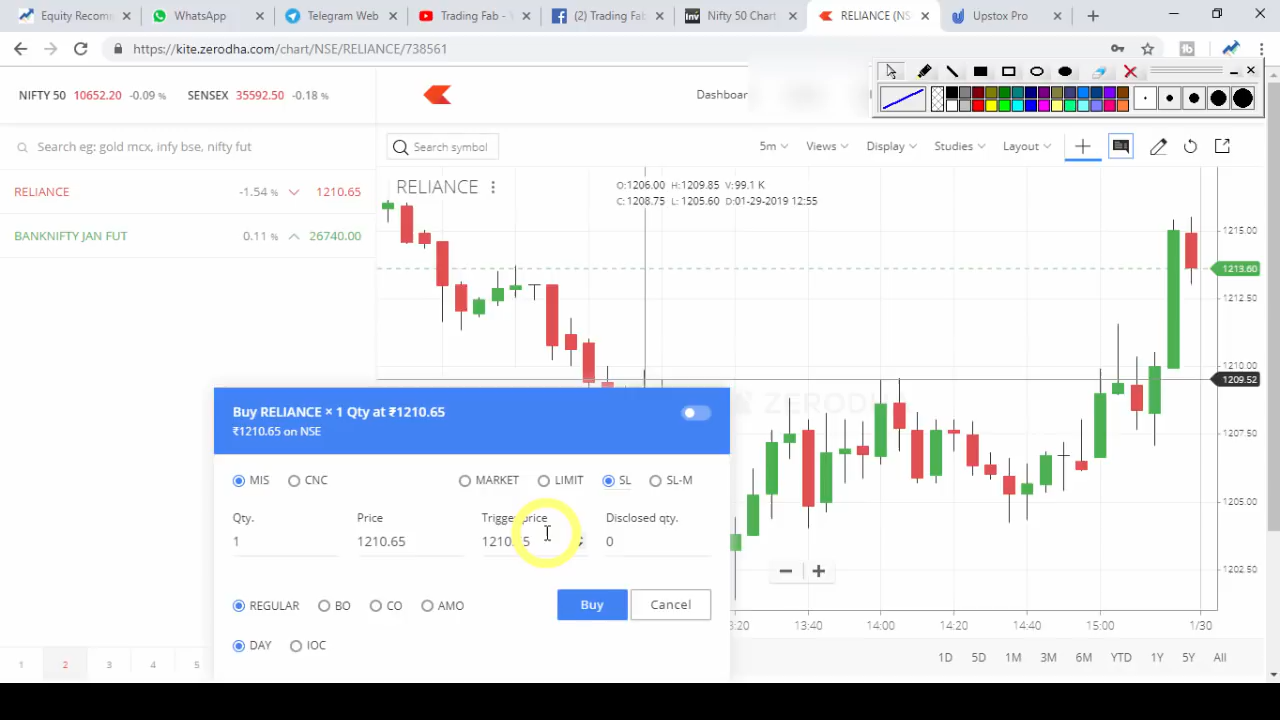 Equity Recom
WhatsApp
Telegram Web
Trading Fab - Y
(2) Trading Fab
Nifty 50 Chart
RELIANCE (NS
Upstox Pro
https://kite.zerodha.com/chart/NSE/RELIANCE/738561
NIFTY 50 10652.20 -0.09 % SENSEX 35592.50 -0.18 %
Dashboar
Search eg: gold mcx, infy bse, nifty fut
Search symbol
5m Views Display Studies Layout
RELIANCE -1.54 % 1210.65
BANKNIFTY JAN FUT 0.11 % 26740.00
RELIANCE
O:1206.00 H:1209.85 V:99.1 K
C:1208.75 L:1205.60 D:01-29-2019 12:55
1215.00
1213.60
1212.50
1210.00
1209.52
1207.50
1205.00
1202.50
ZERODHA
Buy RELIANCE × 1 Qty at ₹1210.65
₹1210.65 on NSE
MIS CNC MARKET LIMIT SL SL-M
Qty. Price Trigger price Disclosed qty.
1 1210.65 1210.65 0
REGULAR BO CO AMO Buy Cancel
DAY IOC
3:20 13:40 14:00 14:20 14:40 15:00 1/30
1 2 3 4 5
1D 5D 1M 3M 6M YTD 1Y 5Y All